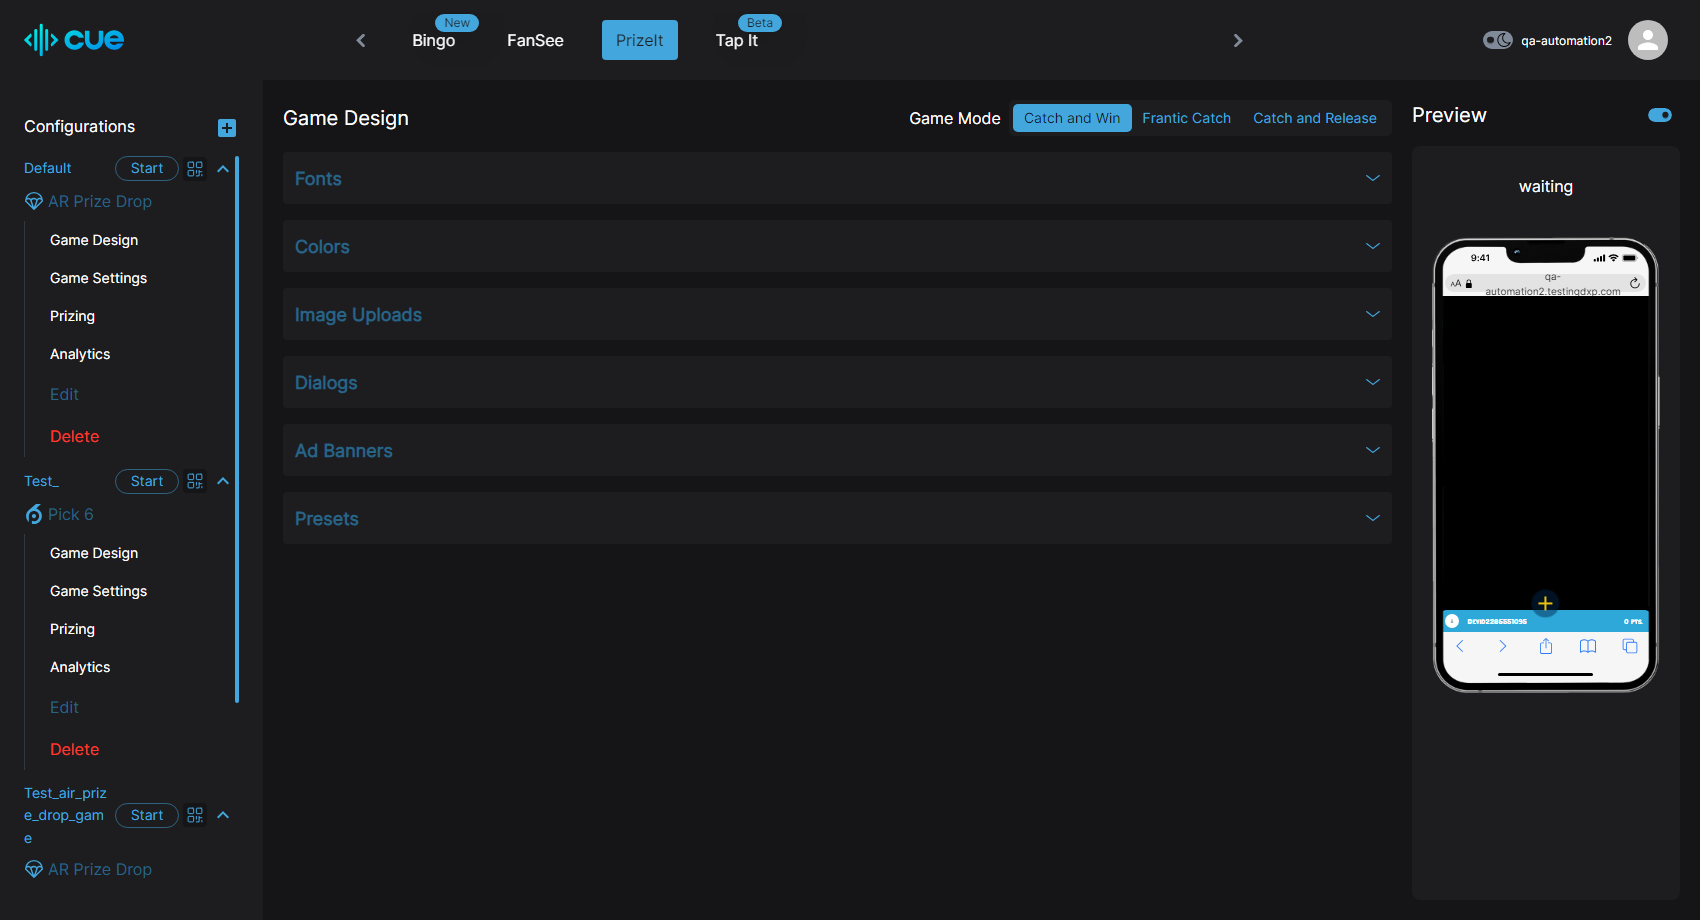 cue
New
Bingo
FanSee
PrizeIt
Beta
Tap It
qa-automation2
Configurations
Default
Start
AR Prize Drop
Game Design
Game Settings
Prizing
Analytics
Edit
Delete
Test_
Start
Pick 6
Game Design
Game Settings
Prizing
Analytics
Edit
Delete
Test_air_priz
e_drop_gam
e
Start
AR Prize Drop
Game Design
Game Mode
Catch and Win
Frantic Catch
Catch and Release
Fonts
Colors
Image Uploads
Dialogs
Ad Banners
Presets
Preview
waiting
9:41
AA
qa-
automation2.testingdxp.com
0 PTS.